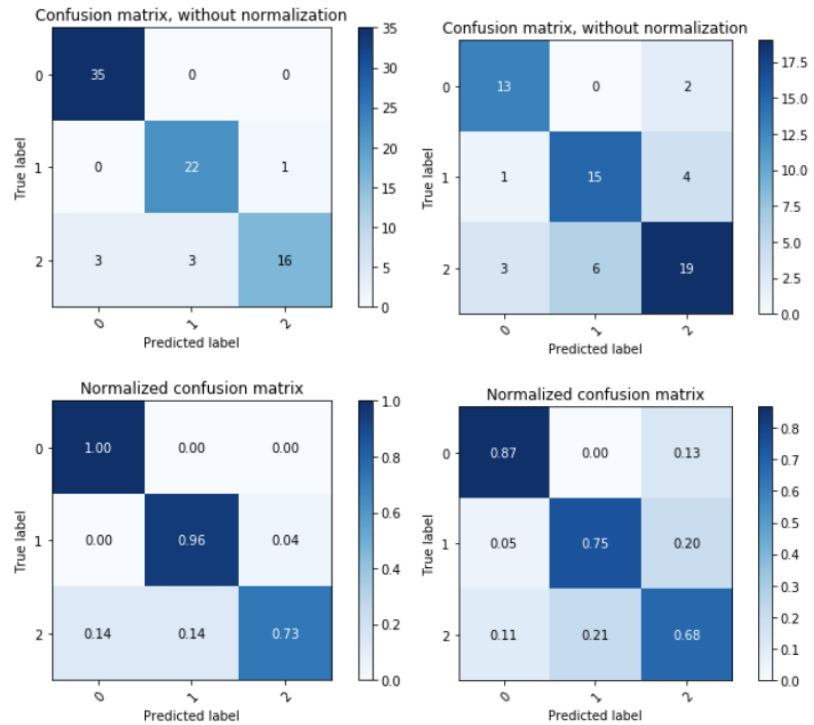 Confusion matrix, without normalization
35
30
25
20
15
10
5
0
0
1
2
True label
35 0 0
0 22 1
3 3 16
0 1 2
Predicted label
Confusion matrix, without normalization
17.5
15.0
12.5
10.0
7.5
5.0
2.5
0.0
0
1
2
True label
13 0 2
1 15 4
3 6 19
0 1 2
Predicted label
Normalized confusion matrix
1.0
0.8
0.6
0.4
0.2
0.0
0
1
2
True label
1.00 0.00 0.00
0.00 0.96 0.04
0.14 0.14 0.73
0 1 2
Predicted label
Normalized confusion matrix
0.8
0.7
0.6
0.5
0.4
0.3
0.2
0.1
0.0
0
1
2
True label
0.87 0.00 0.13
0.05 0.75 0.20
0.11 0.21 0.68
0 1 2
Predicted label